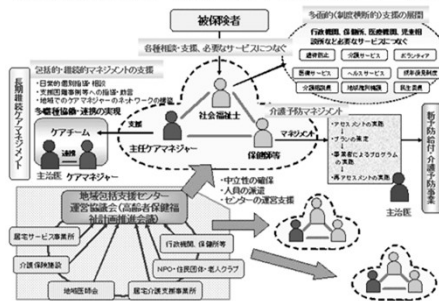 被保険者
各種相談・支援、必要なサービスにつなぐ
多面的(制度横断的)支援の展開
行政機関、保健所、医療機関、児童相
談所など必要なサービスにつなぐ
虐待防止
介護サービス
ボランティア
医療サービス
ヘルスサービス
成年後見制度
介護相談員
地域権利擁護
民生委員
包括的・継続的マネジメントの支援
・日常的個別指導・相談
・支援困難事例等への指導・助言
・地域でのケアマネジャーのネットワークの構築
多職種協働・連携の実現
長期継続ケアマネジメント
ケアチーム
連携
主治医
ケアマネジャー
支援
社会福祉士
主任ケアマネジャー
保健師等
介護予防マネジメント
マネジメント
・アセスメントの実施
↓
・プランの策定
↓
・事業者によるプログラム
の実施
↓
・再アセスメントの実施
主治医
新予防給付・介護予防事業
・中立性の確保
・人員の派遣
・センターの運営支援
地域包括支援センター
運営協議会(高齢者保健福
祉計画推進会議)
居宅サービス事業所
行政機関、保健所等
介護保険施設
NPO・住民団体・老人クラブ
地域医師会
居宅介護支援事業所